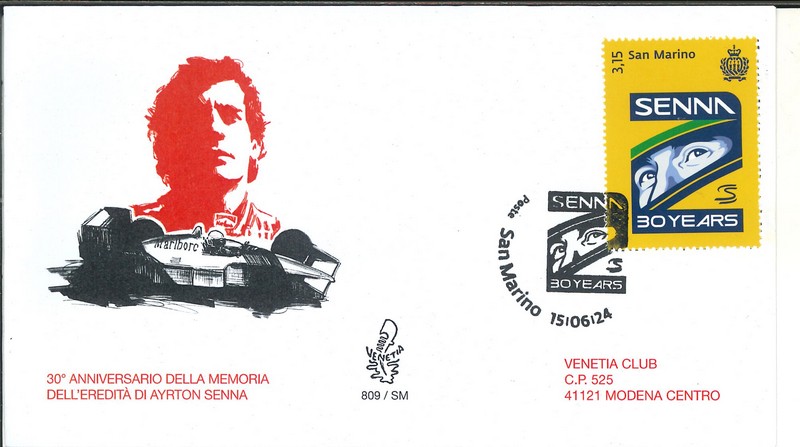 3,15 San Marino
SENNA
S
30 YEARS
Marlboro
SENNA
S
30 YEARS
Poste San Marino 15|06|24
VENETIA
809 / SM
30° ANNIVERSARIO DELLA MEMORIA
DELL'EREDITÀ DI AYRTON SENNA
VENETIA CLUB
C.P. 525
41121 MODENA CENTRO